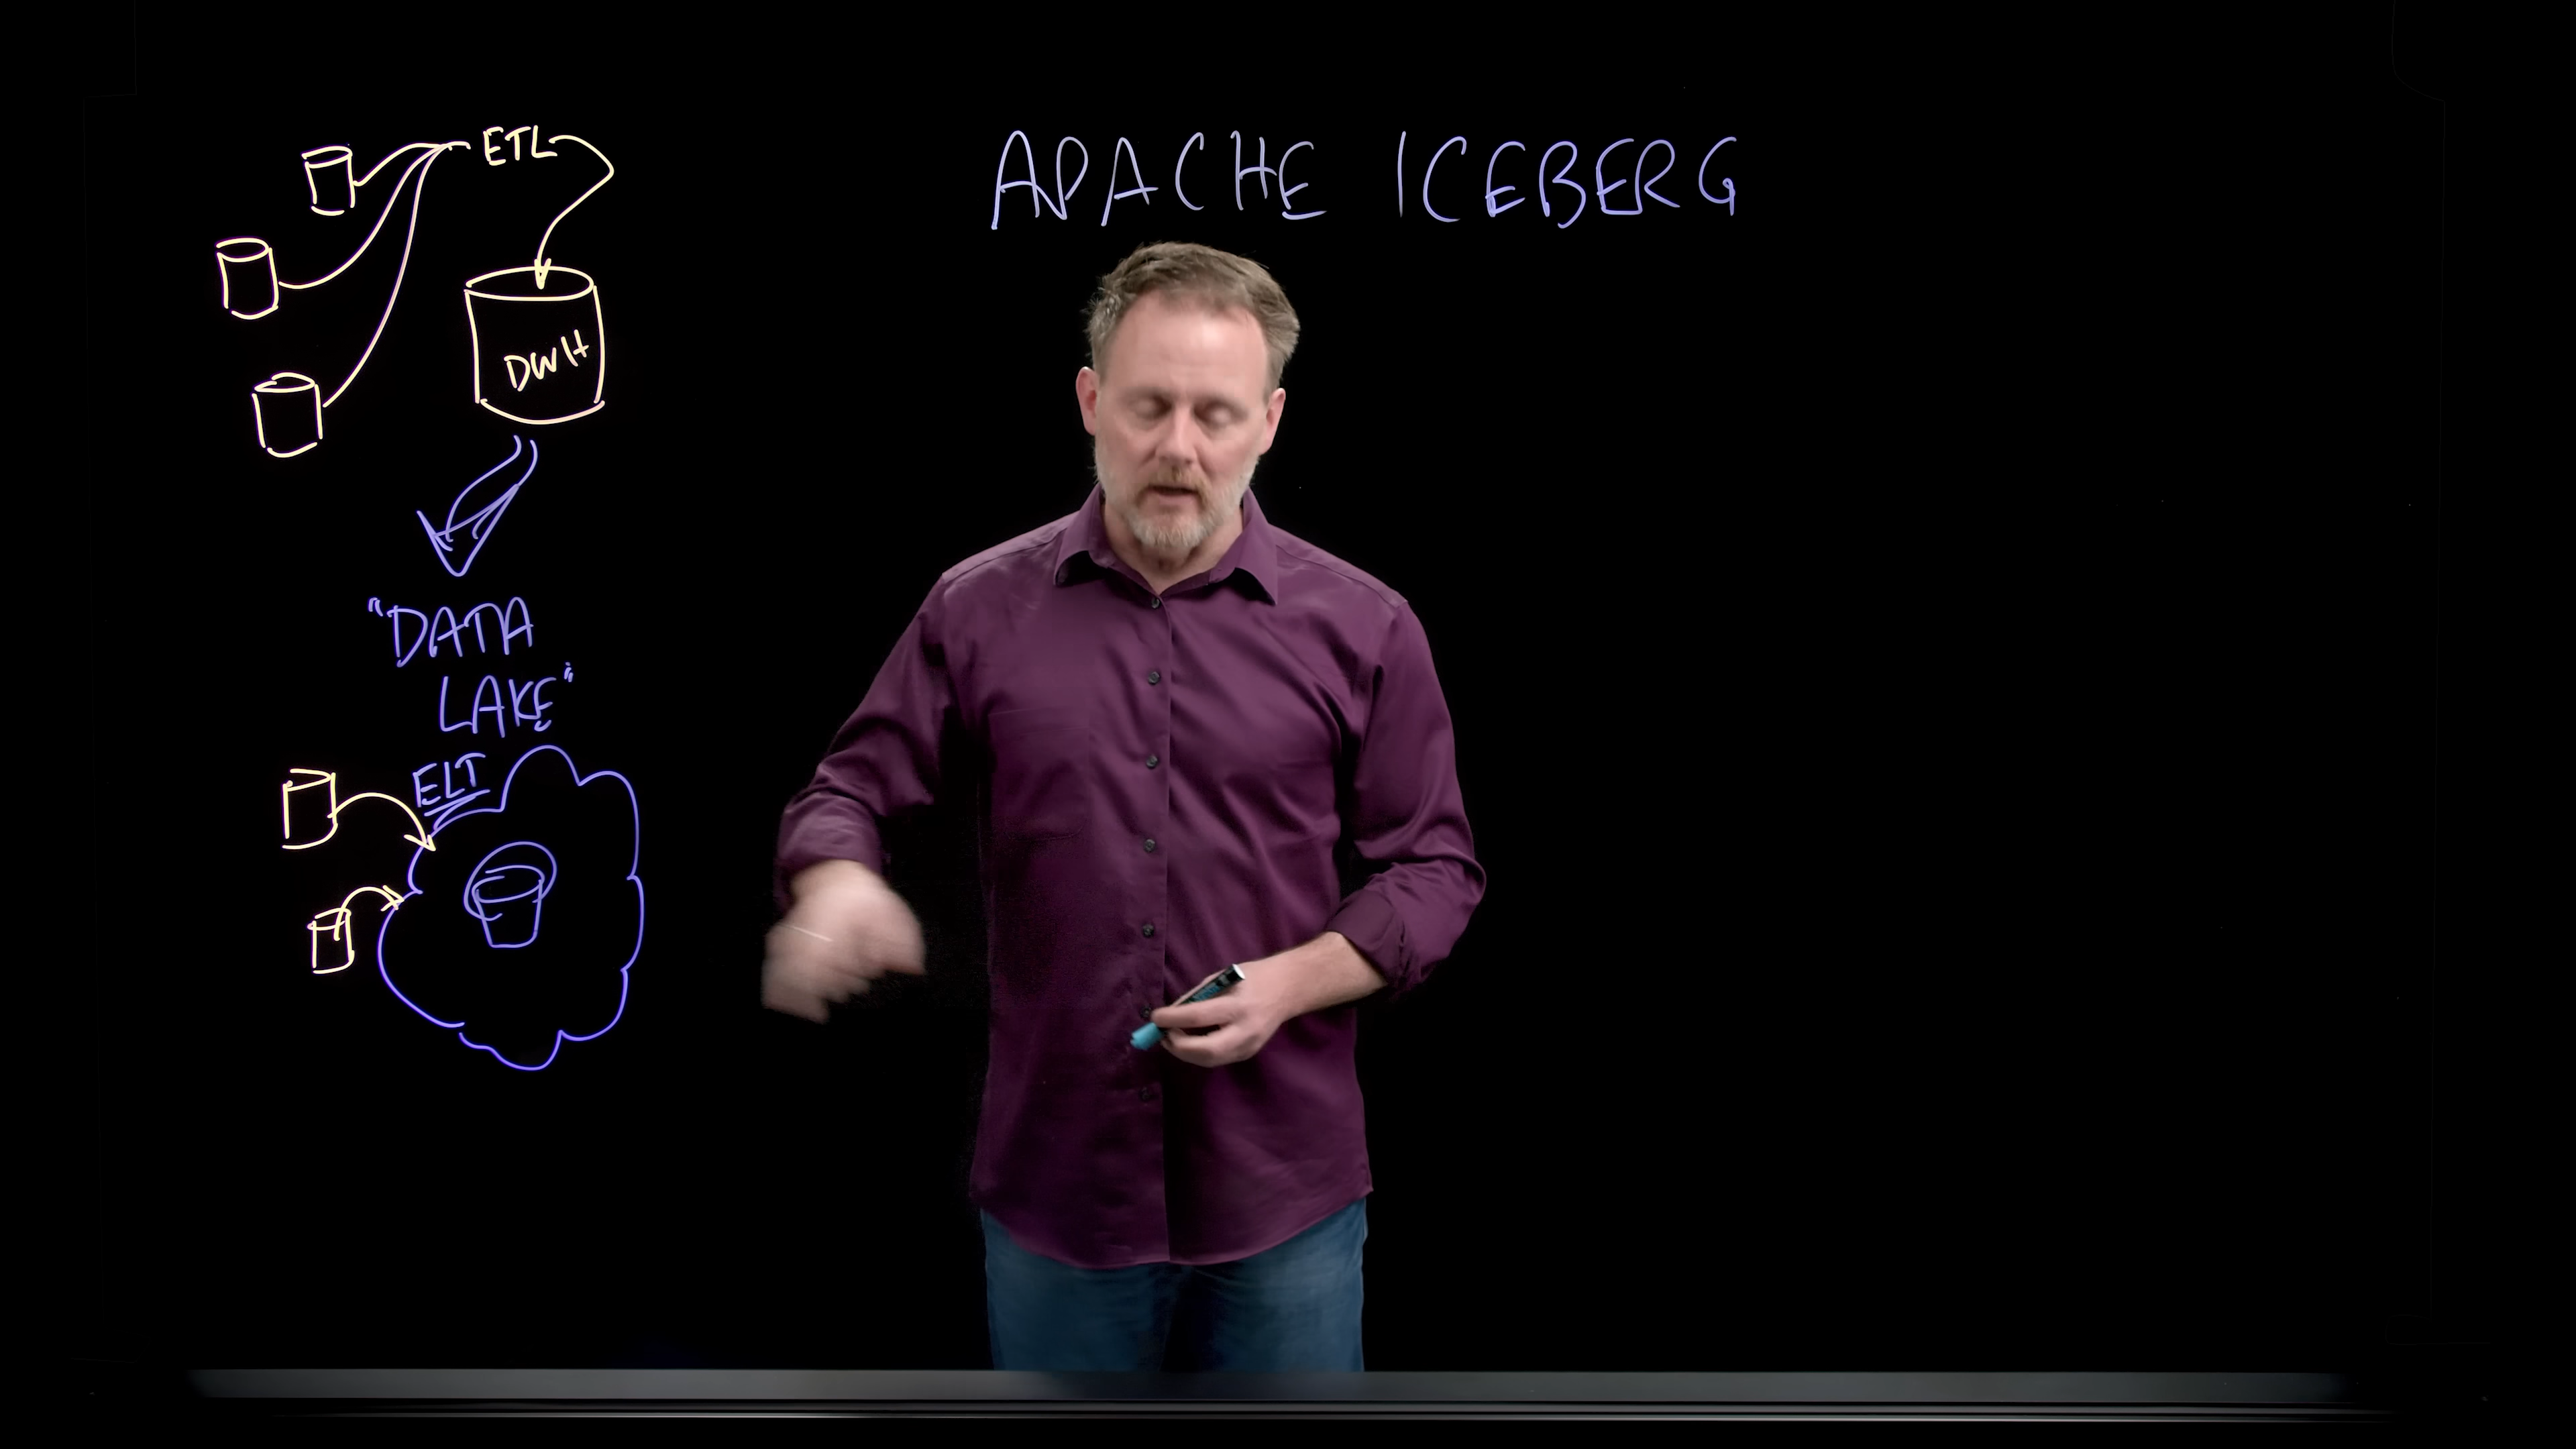 ETL
APACHE ICEBERG
DWH
"DATA
LAKE"
ELT